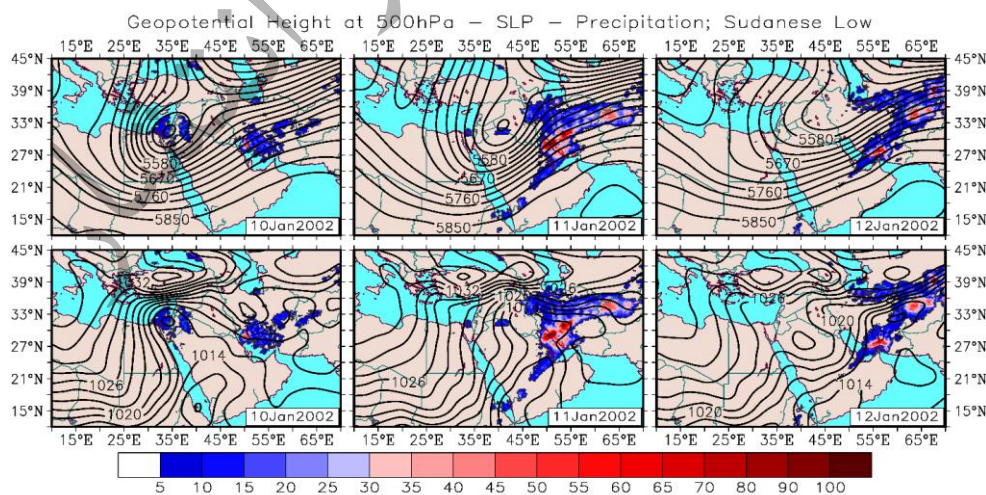 Geopotential Height at 500hPa – SLP – Precipitation; Sudanese Low
15°E 25°E 35°E 45°E 55°E 65°E 15°E 25°E 35°E 45°E 55°E 65°E 15°E 25°E 35°E 45°E 55°E 65°E
45°N 45°N
39°N 39°N
33°N 33°N
5580 5580 5580
27°N 27°N
5670 5670 5670
21°N 21°N
5760 5760 5760
15°N 15°N
5850 5850 5850
10Jan2002 11Jan2002 12Jan2002
45°N 45°N
39°N 1032 1026 39°N
33°N 1020 33°N
27°N 1014 27°N
21°N 1026 1026 1014 21°N
15°N 1020 1020 15°N
10Jan2002 11Jan2002 12Jan2002
15°E 25°E 35°E 45°E 55°E 65°E 15°E 25°E 35°E 45°E 55°E 65°E 15°E 25°E 35°E 45°E 55°E 65°E
5 10 15 20 25 30 35 40 45 50 55 60 65 70 80 90 100